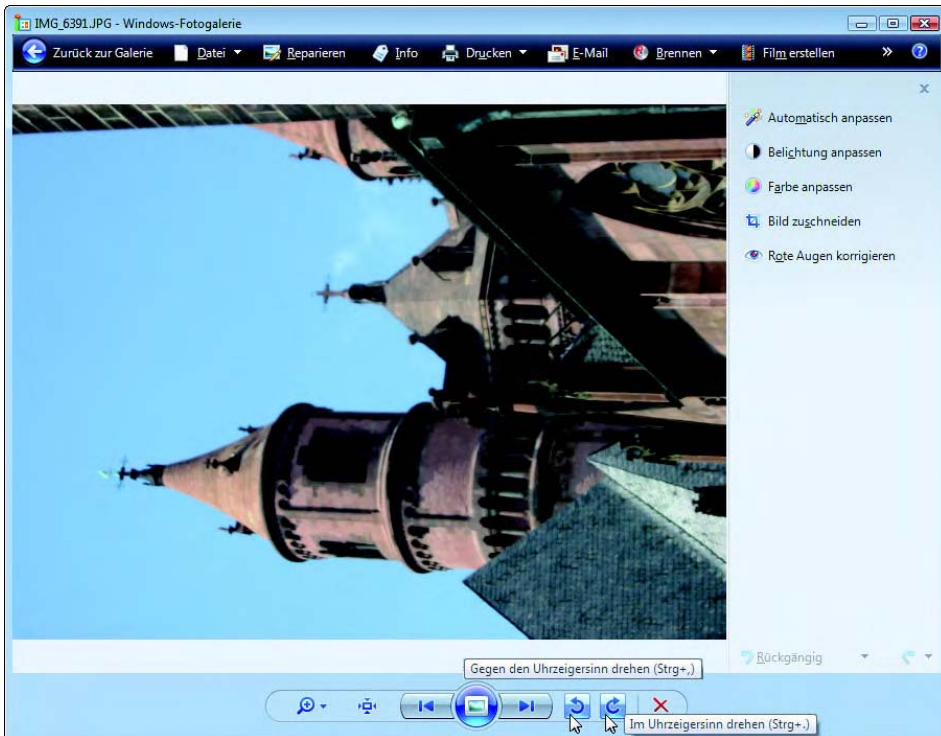 IMG_6391.JPG - Windows-Fotogalerie
Zurück zur Galerie Datei Reparieren Info Drucken E-Mail Brennen Film erstellen »
Automatisch anpassen
Belichtung anpassen
Farbe anpassen
Bild zuschneiden
Rote Augen korrigieren
Rückgängig
Gegen den Uhrzeigersinn drehen (Strg+,)
Im Uhrzeigersinn drehen (Strg+.)